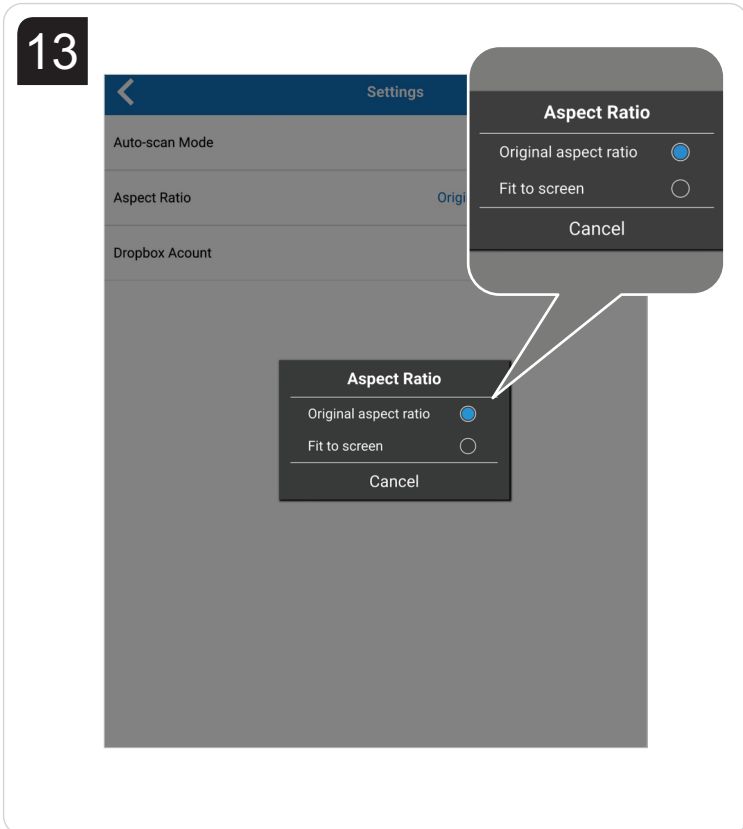 13
Settings
Auto-scan Mode
Aspect Ratio Origi
Dropbox Acount
Aspect Ratio
Original aspect ratio
Fit to screen
Cancel
Aspect Ratio
Original aspect ratio
Fit to screen
Cancel